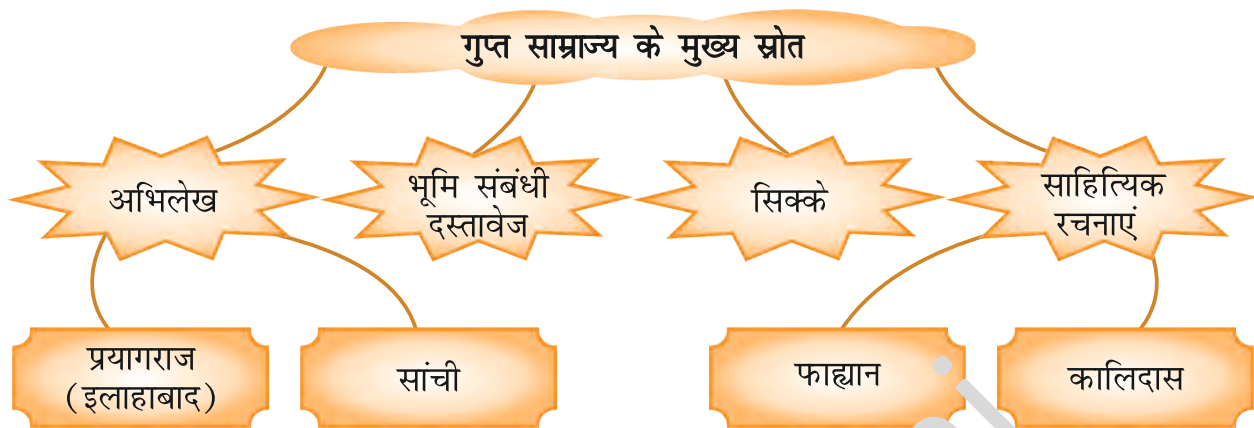 गुप्त साम्राज्य के मुख्य स्रोत
अभिलेख
भूमि संबंधी
दस्तावेज
सिक्के
साहित्यिक
रचनाएं
प्रयागराज
(इलाहाबाद)
सांची
फाह्यान
कालिदास